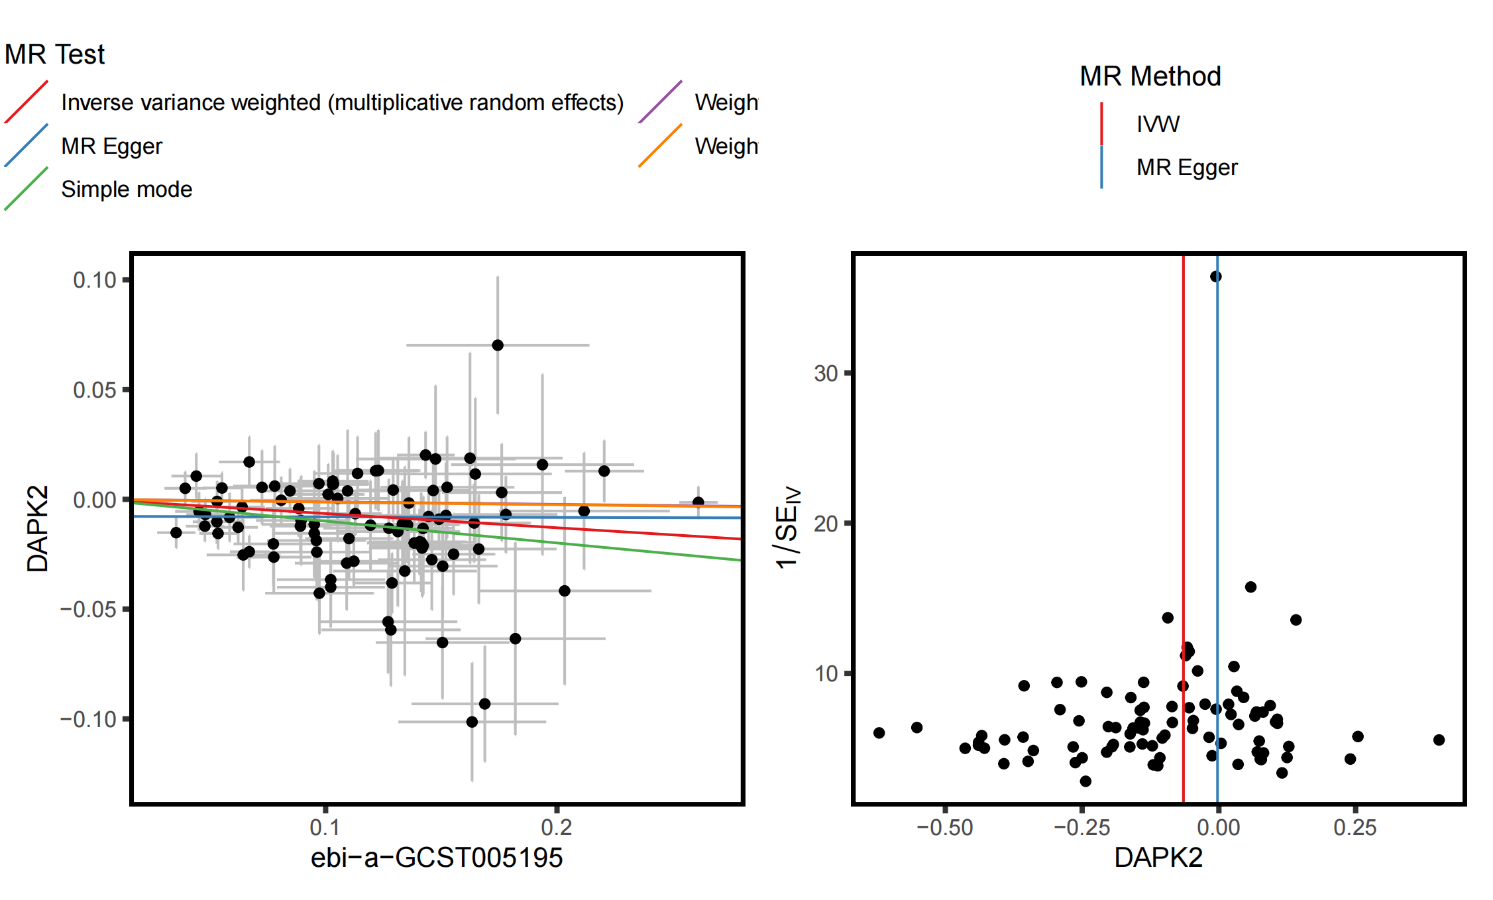 MR Test
Inverse variance weighted (multiplicative random effects)
MR Egger
Simple mode
Weigh
Weigh
0.10
0.05
0.00
−0.05
−0.10
DAPK2
0.1
0.2
ebi−a−GCST005195
MR Method
IVW
MR Egger
30
20
10
1/SEIV
−0.50
−0.25
0.00
0.25
DAPK2